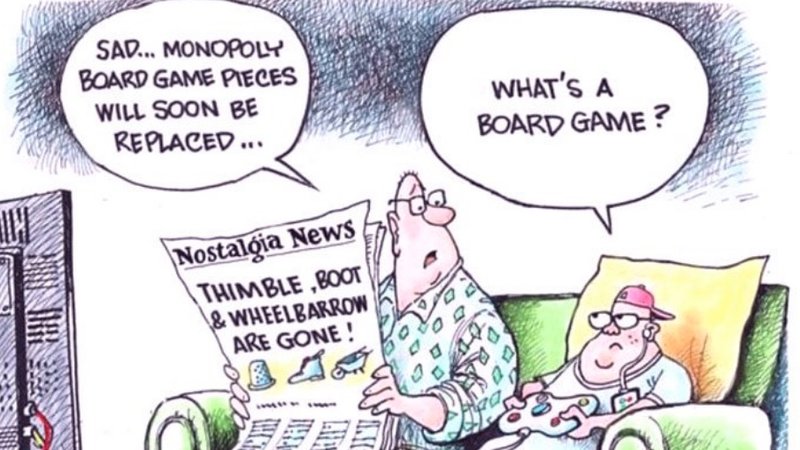 SAD... MONOPOLY
BOARD GAME PIECES
WILL SOON BE
REPLACED...
WHAT'S A
BOARD GAME?
Nostalgia News
THIMBLE, BOOT
& WHEELBARROW
ARE GONE!